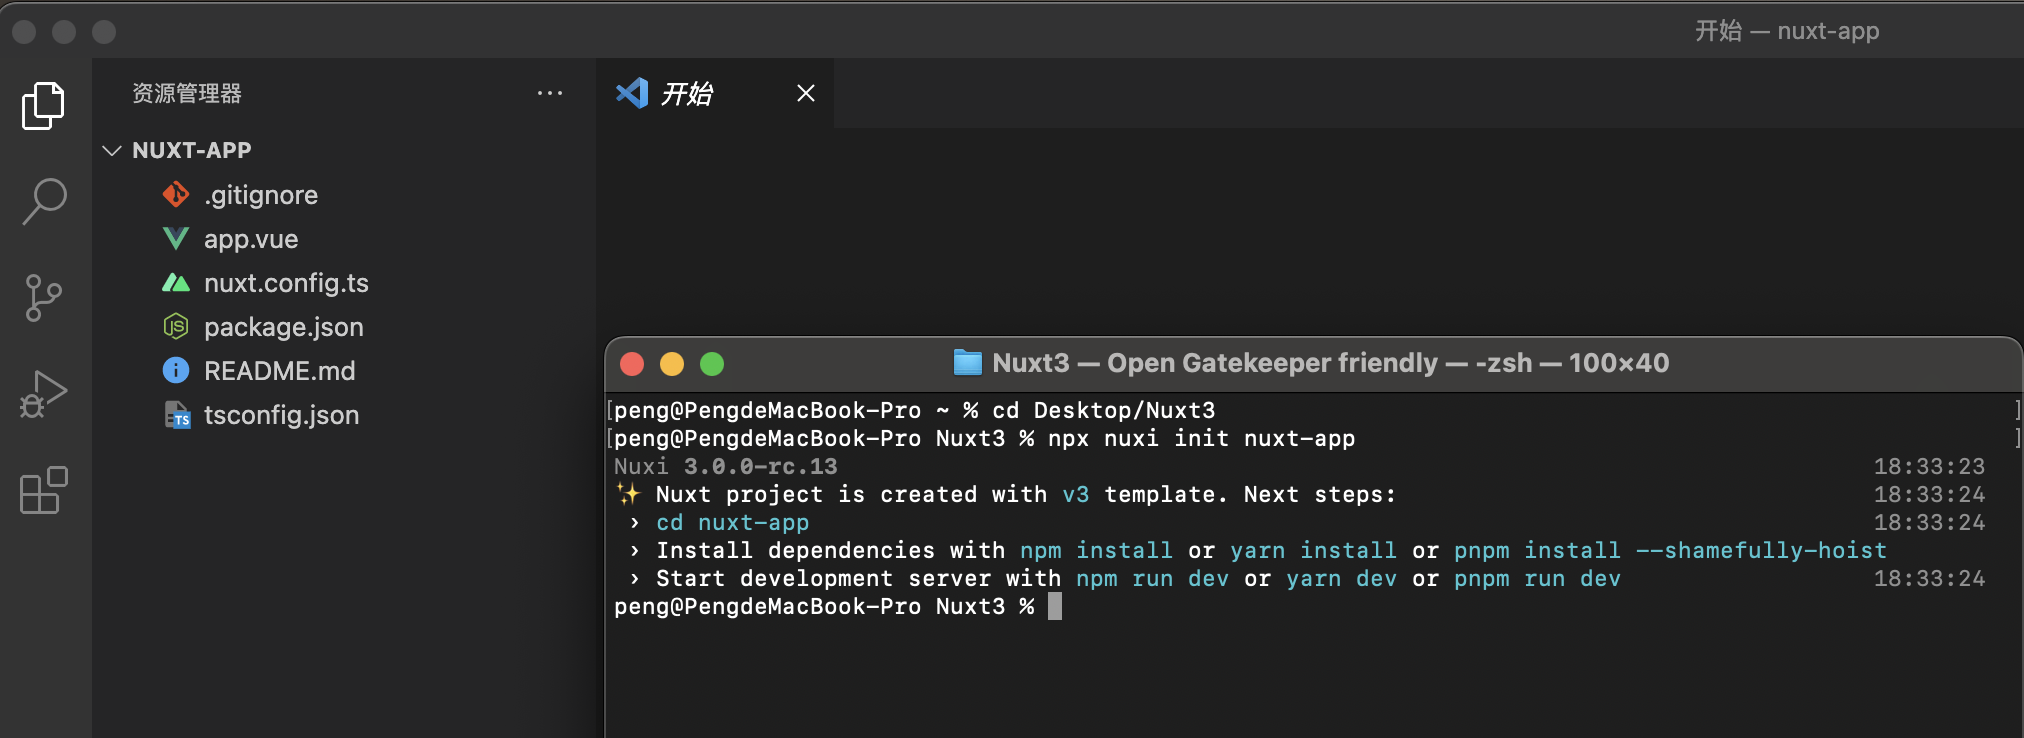 开始 — nuxt-app
资源管理器
开始
NUXT-APP
.gitignore
app.vue
nuxt.config.ts
package.json
README.md
tsconfig.json
Nuxt3 — Open Gatekeeper friendly — -zsh — 100×40
[peng@PengdeMacBook-Pro ~ % cd Desktop/Nuxt3 ]
[peng@PengdeMacBook-Pro Nuxt3 % npx nuxi init nuxt-app ]
Nuxi 3.0.0-rc.13 18:33:23
✨ Nuxt project is created with v3 template. Next steps: 18:33:24
› cd nuxt-app 18:33:24
› Install dependencies with npm install or yarn install or pnpm install --shamefully-hoist
› Start development server with npm run dev or yarn dev or pnpm run dev 18:33:24
peng@PengdeMacBook-Pro Nuxt3 %